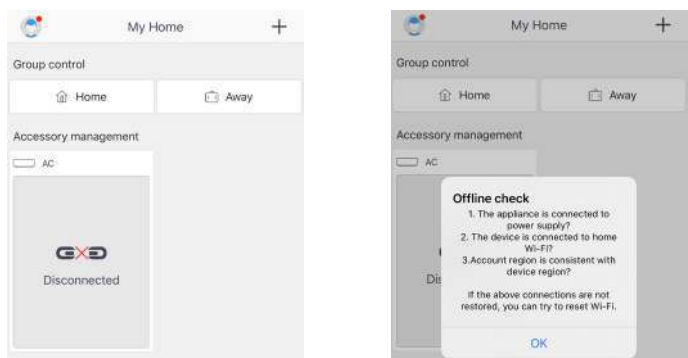 My Home
Group control
Home
Away
Accessory management
AC
Disconnected
My Home
Group control
Home
Away
Accessory management
AC
Dis
Offline check
1. The appliance is connected to
power supply?
2. The device is connected to home
Wi-Fi?
3.Account region is consistent with
device region?
If the above connections are not
restored, you can try to reset Wi-Fi.
OK